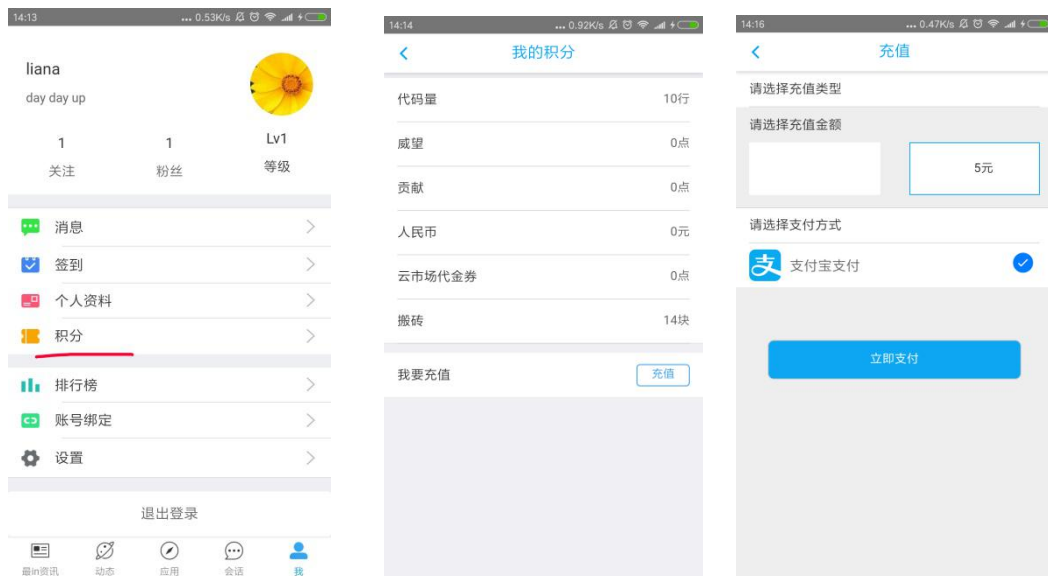 14:13
... 0.53K/s
liana
day day up
1
1
Lv1
关注
粉丝
等级
消息
签到
个人资料
积分
排行榜
账号绑定
设置
退出登录
最in资讯
动态
应用
会话
我
14:14
... 0.92K/s
我的积分
代码量 10行
威望 0点
贡献 0点
人民币 0元
云市场代金券 0点
搬砖 14块
我要充值 充值
14:16
... 0.47K/s
充值
请选择充值类型
请选择充值金额
5元
请选择支付方式
支 支付宝支付
立即支付